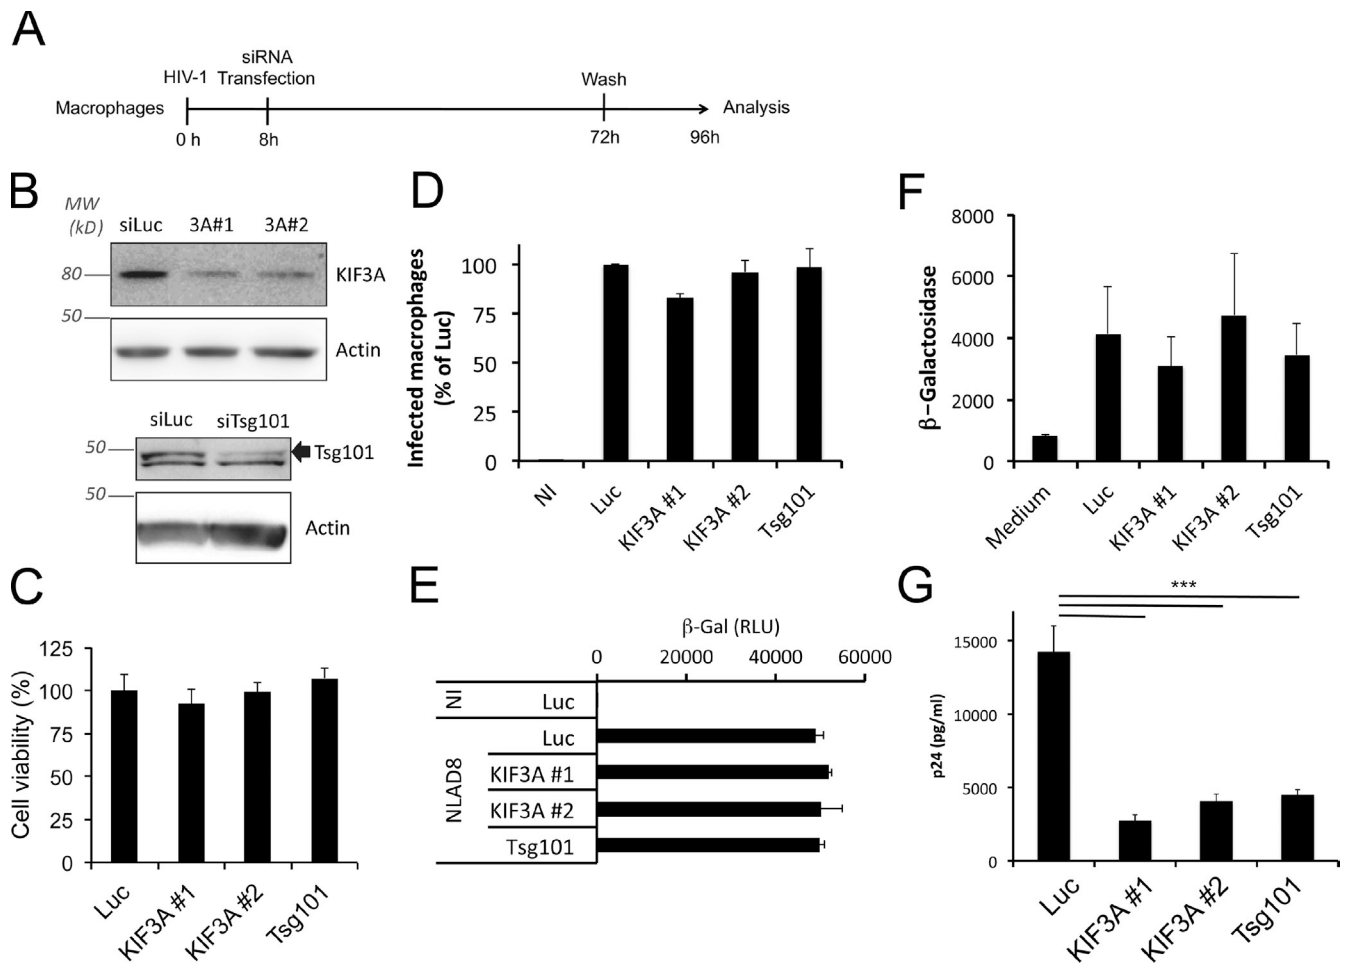 A
HIV-1
siRNA
Transfection
Wash
Macrophages
Analysis
0 h
8h
72h
96h
B
MW
(kD)
siLuc
3A#1
3A#2
80
KIF3A
50
Actin
siLuc
siTsg101
50
Tsg101
50
Actin
C
Cell viability (%)
125
100
75
50
25
0
Luc
KIF3A #1
KIF3A #2
Tsg101
D
Infected macrophages
(% of Luc)
100
75
50
25
0
NI
Luc
KIF3A #1
KIF3A #2
Tsg101
E
β-Gal (RLU)
0
20000
40000
60000
NI
Luc
NLAD8
Luc
KIF3A #1
KIF3A #2
Tsg101
F
β-Galactosidase
8000
6000
4000
2000
0
Medium
Luc
KIF3A #1
KIF3A #2
Tsg101
G
***
p24 (pg/ml)
15000
10000
5000
0
Luc
KIF3A #1
KIF3A #2
Tsg101